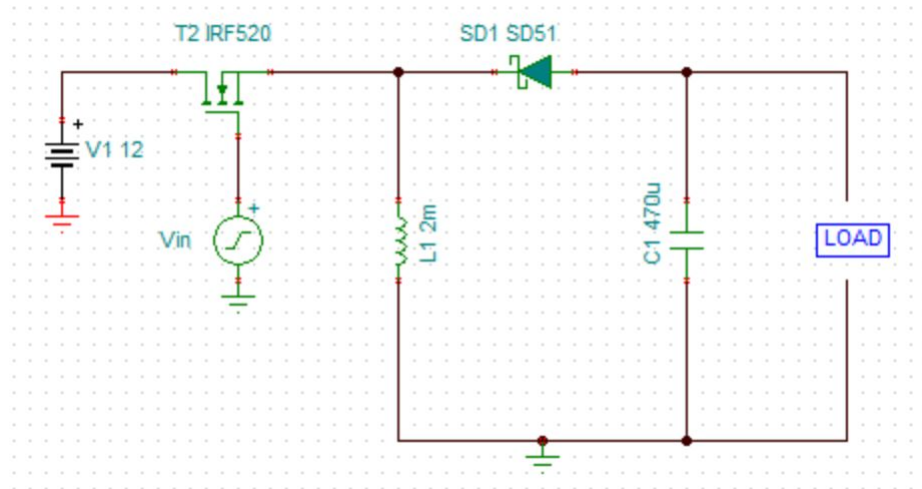 T2 IRF520
SD1 SD51
+
V1 12
+
Vin
L1 2m
C1 470u
LOAD